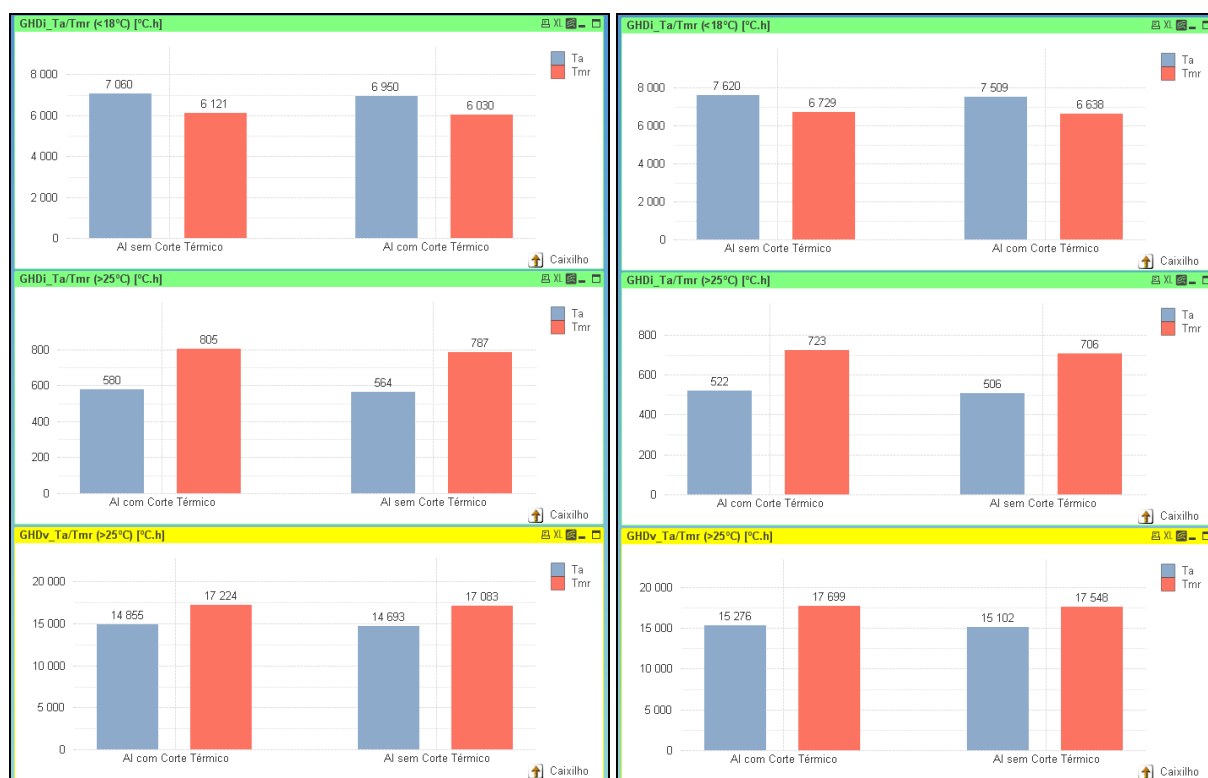 GHDi_Ta/Tmr (<18°C) [°C.h]
XL
Ta
Tmr
8 000
6 000
4 000
2 000
0
7 060
6 121
6 950
6 030
Al sem Corte Térmico
Al com Corte Térmico
Caixilho
GHDi_Ta/Tmr (>25°C) [°C.h]
XL
Ta
Tmr
800
600
400
200
0
580
805
564
787
Al com Corte Térmico
Al sem Corte Térmico
Caixilho
GHDv_Ta/Tmr (>25°C) [°C.h]
XL
Ta
Tmr
20 000
15 000
10 000
5 000
0
14 855
17 224
14 693
17 083
Al com Corte Térmico
Al sem Corte Térmico
Caixilho
GHDi_Ta/Tmr (<18°C) [°C.h]
XL
Ta
Tmr
8 000
6 000
4 000
2 000
0
7 620
6 729
7 509
6 638
Al sem Corte Térmico
Al com Corte Térmico
Caixilho
GHDi_Ta/Tmr (>25°C) [°C.h]
XL
Ta
Tmr
800
600
400
200
0
522
723
506
706
Al com Corte Térmico
Al sem Corte Térmico
Caixilho
GHDv_Ta/Tmr (>25°C) [°C.h]
XL
Ta
Tmr
20 000
15 000
10 000
5 000
0
15 276
17 699
15 102
17 548
Al com Corte Térmico
Al sem Corte Térmico
Caixilho